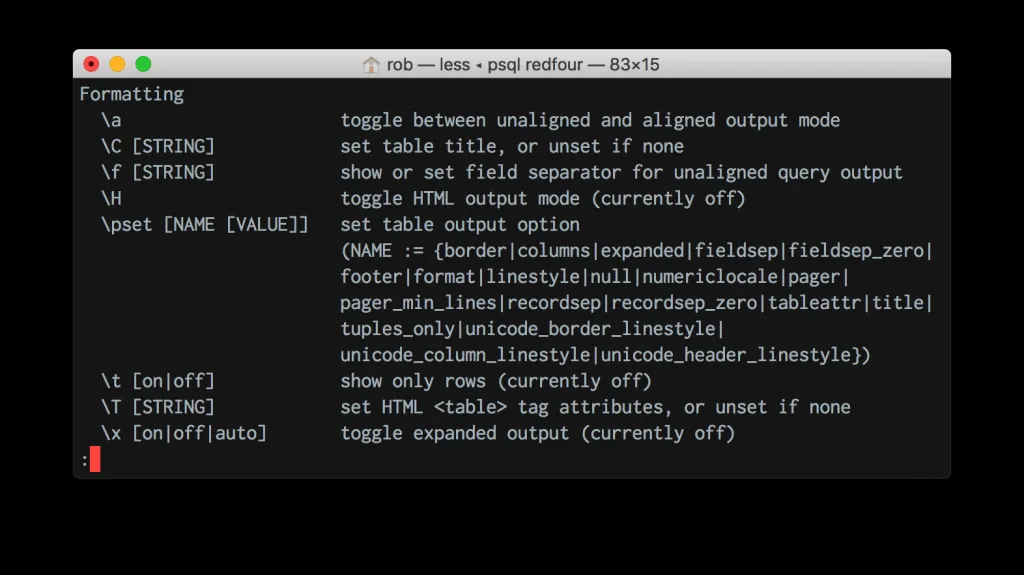 rob — less ◂ psql redfour — 83×15
Formatting
\a toggle between unaligned and aligned output mode
\C [STRING] set table title, or unset if none
\f [STRING] show or set field separator for unaligned query output
\H toggle HTML output mode (currently off)
\pset [NAME [VALUE]] set table output option
(NAME := {border|columns|expanded|fieldsep|fieldsep_zero|
footer|format|linestyle|null|numericlocale|pager|
pager_min_lines|recordsep|recordsep_zero|tableattr|title|
tuples_only|unicode_border_linestyle|
unicode_column_linestyle|unicode_header_linestyle})
\t [on|off] show only rows (currently off)
\T [STRING] set HTML <table> tag attributes, or unset if none
\x [on|off|auto] toggle expanded output (currently off)
: